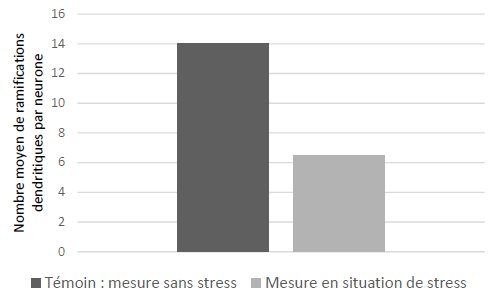 Nombre moyen de ramifications
dendritiques par neurone
16
14
12
10
8
6
4
2
0
Témoin : mesure sans stress
Mesure en situation de stress